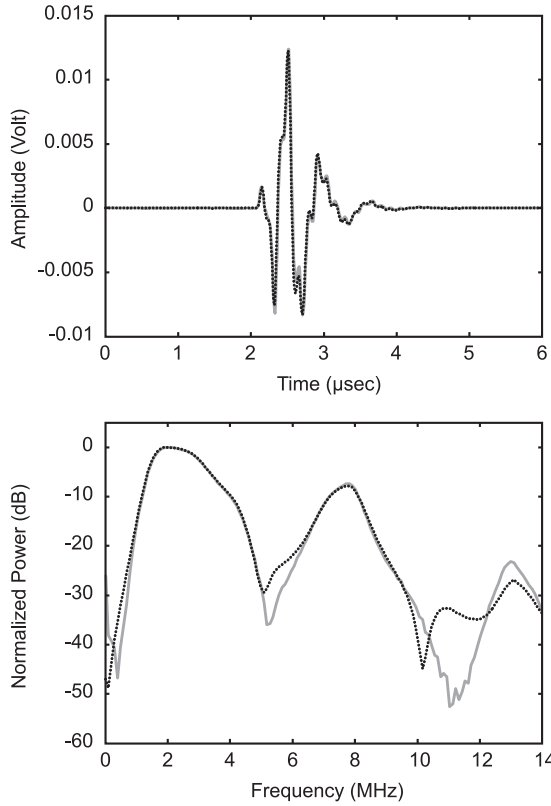 0.015
0.01
0.005
0
-0.005
-0.01
Amplitude (Volt)
0 1 2 3 4 5 6
Time (μsec)
0
-10
-20
-30
-40
-50
-60
Normalized Power (dB)
0 2 4 6 8 10 12 14
Frequency (MHz)